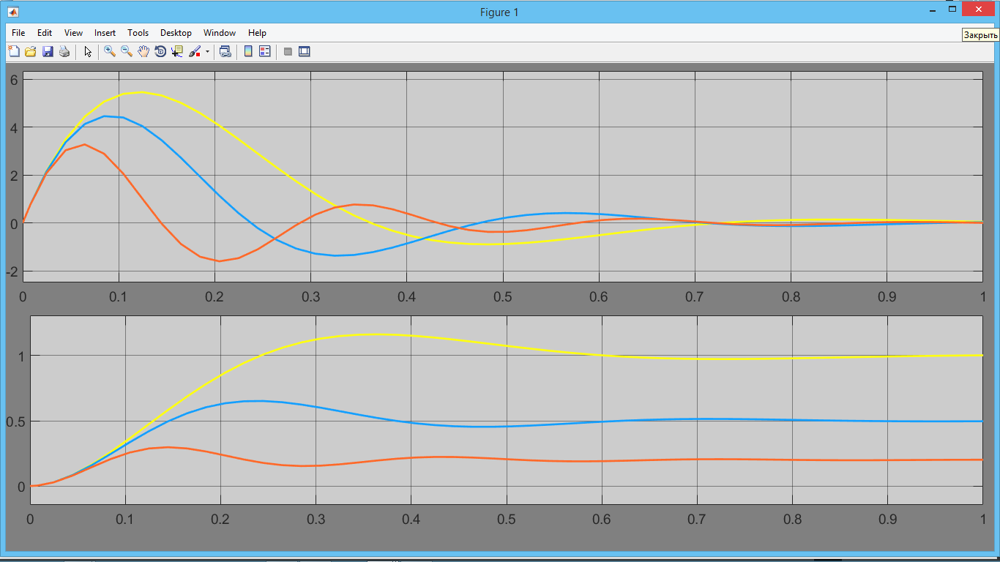 Figure 1
File Edit View Insert Tools Desktop Window Help
Закрыть
6
4
2
0
-2
0 0.1 0.2 0.3 0.4 0.5 0.6 0.7 0.8 0.9 1
1
0.5
0
0 0.1 0.2 0.3 0.4 0.5 0.6 0.7 0.8 0.9 1